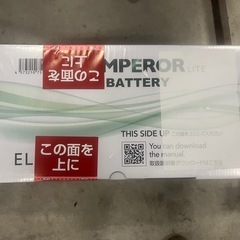 この面を
上に
MPEROR LITE
BATTERY
この面を
上に
EL
THIS SIDE UP
You can download
the manual.